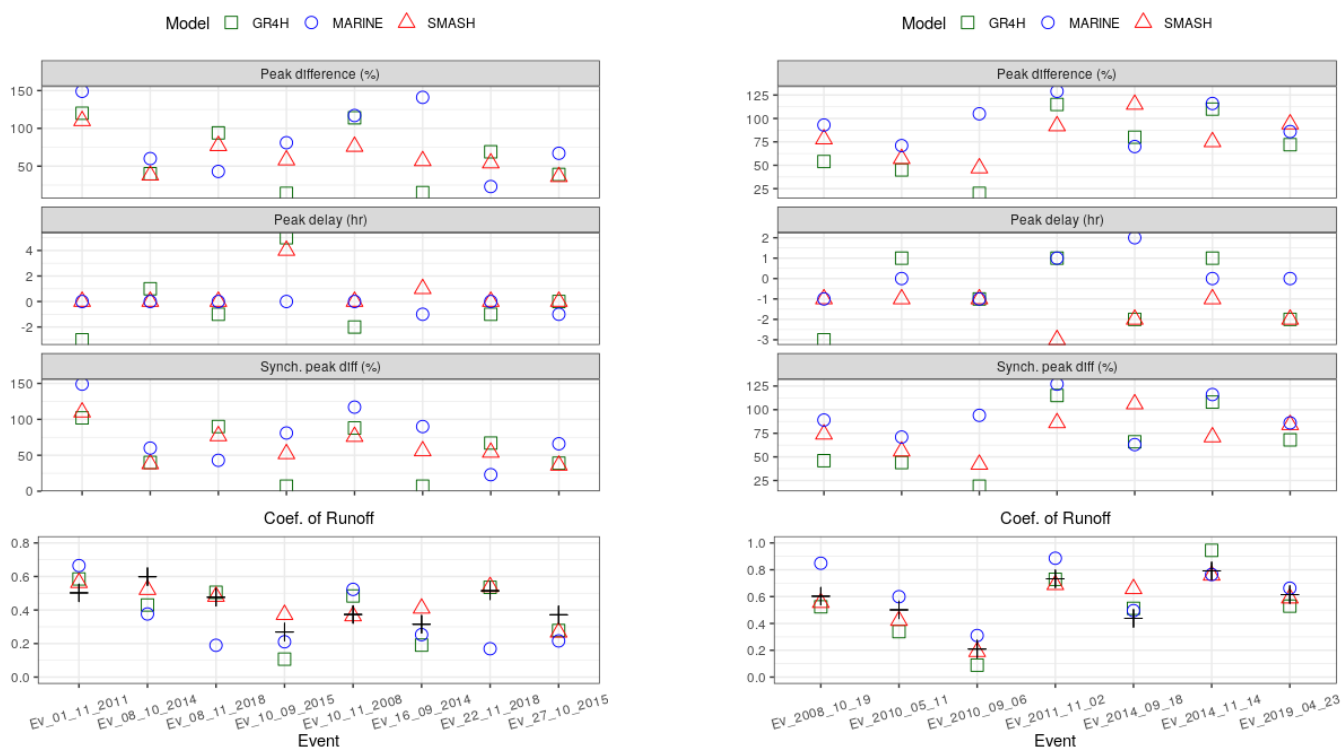 Model GR4H MARINE SMASH
Peak difference (%)
150
100
50
Peak delay (hr)
4
2
0
-2
Synch. peak diff (%)
150
100
50
0
Coef. of Runoff
0.8
0.6
0.4
0.2
0.0
Ev_01_11_2011 Ev_08_10_2014 Ev_08_11_2018 Ev_10_09_2015 Ev_10_11_2008 Ev_16_09_2014 Ev_22_11_2018 Ev_27_10_2015
Event
Model GR4H MARINE SMASH
Peak difference (%)
125
100
75
50
25
Peak delay (hr)
2
1
0
-1
-2
-3
Synch. peak diff (%)
125
100
75
50
25
Coef. of Runoff
1.0
0.8
0.6
0.4
0.2
0.0
Ev_2008_10_19 Ev_2010_05_11 Ev_2010_09_06 Ev_2011_11_02 Ev_2014_09_18 Ev_2014_11_14 Ev_2019_04_23
Event